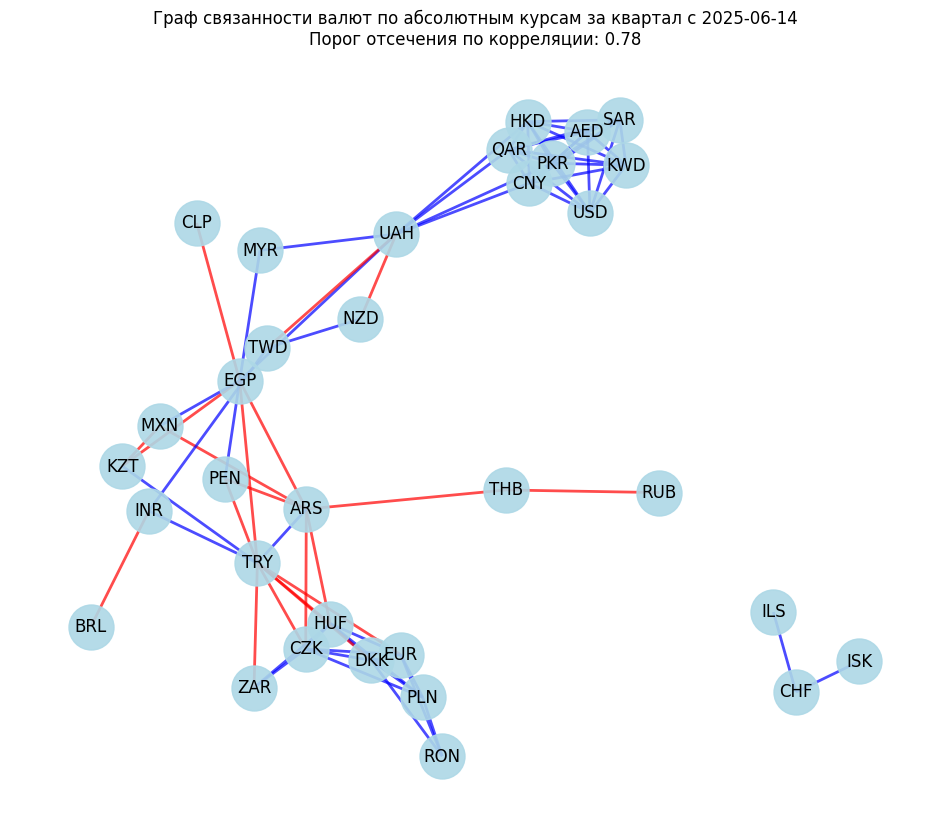 Граф связанности валют по абсолютным курсам за квартал с 2025-06-14
Порог отсечения по корреляции: 0.78
HKD
SAR
AED
QAR
PKR
KWD
CNY
USD
CLP
UAH
MYR
NZD
TWD
EGP
MXN
KZT
PEN
THB
RUB
INR
ARS
TRY
ILS
BRL
HUF
CZK
EUR
DKK
ISK
ZAR
CHF
PLN
RON